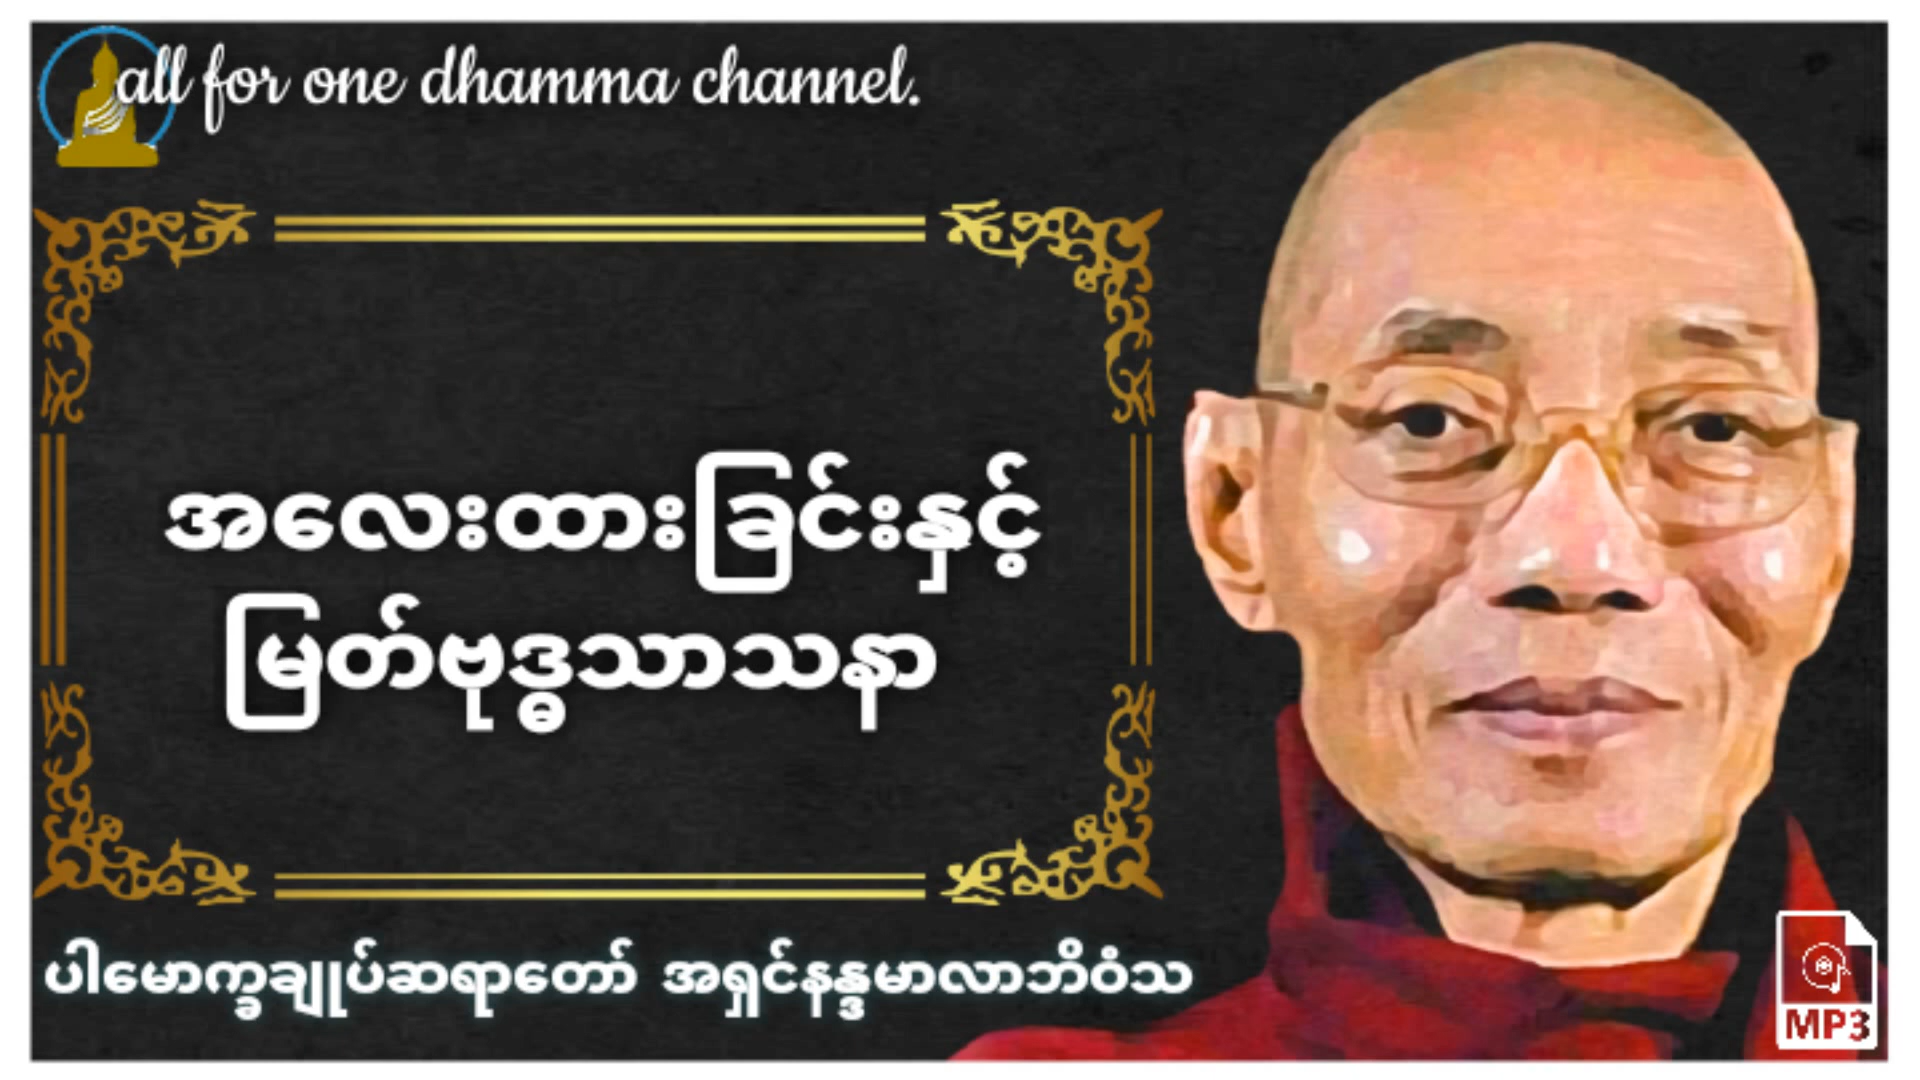 all for one dhamma channel.
အလေးထားခြင်းနှင့်
မြတ်ဗုဒ္ဓသာသနာ
ပါမောက္ခချုပ်ဆရာတော် အရှင်နန္ဒမာလာဘိဝံသ
MP3